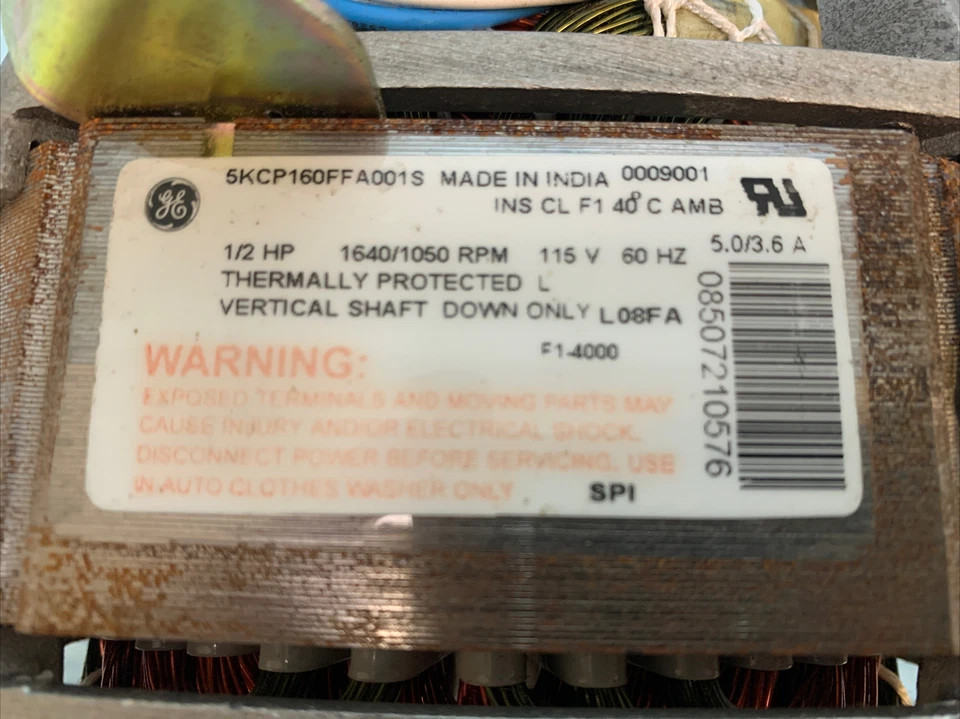 GE
5KCP160FFA001S MADE IN INDIA 0009001
INS CL F1 40°C AMB
1/2 HP 1640/1050 RPM 115 V 60 HZ 5.0/3.6 A
THERMALLY PROTECTED L
VERTICAL SHAFT DOWN ONLY L08FA
F1-4000
WARNING:
EXPOSED TERMINALS AND MOVING PARTS MAY
CAUSE INJURY AND/OR ELECTRICAL SHOCK.
DISCONNECT POWER BEFORE SERVICING. USE
IN AUTO CLOTHES WASHER ONLY
SPI
0850721 0576